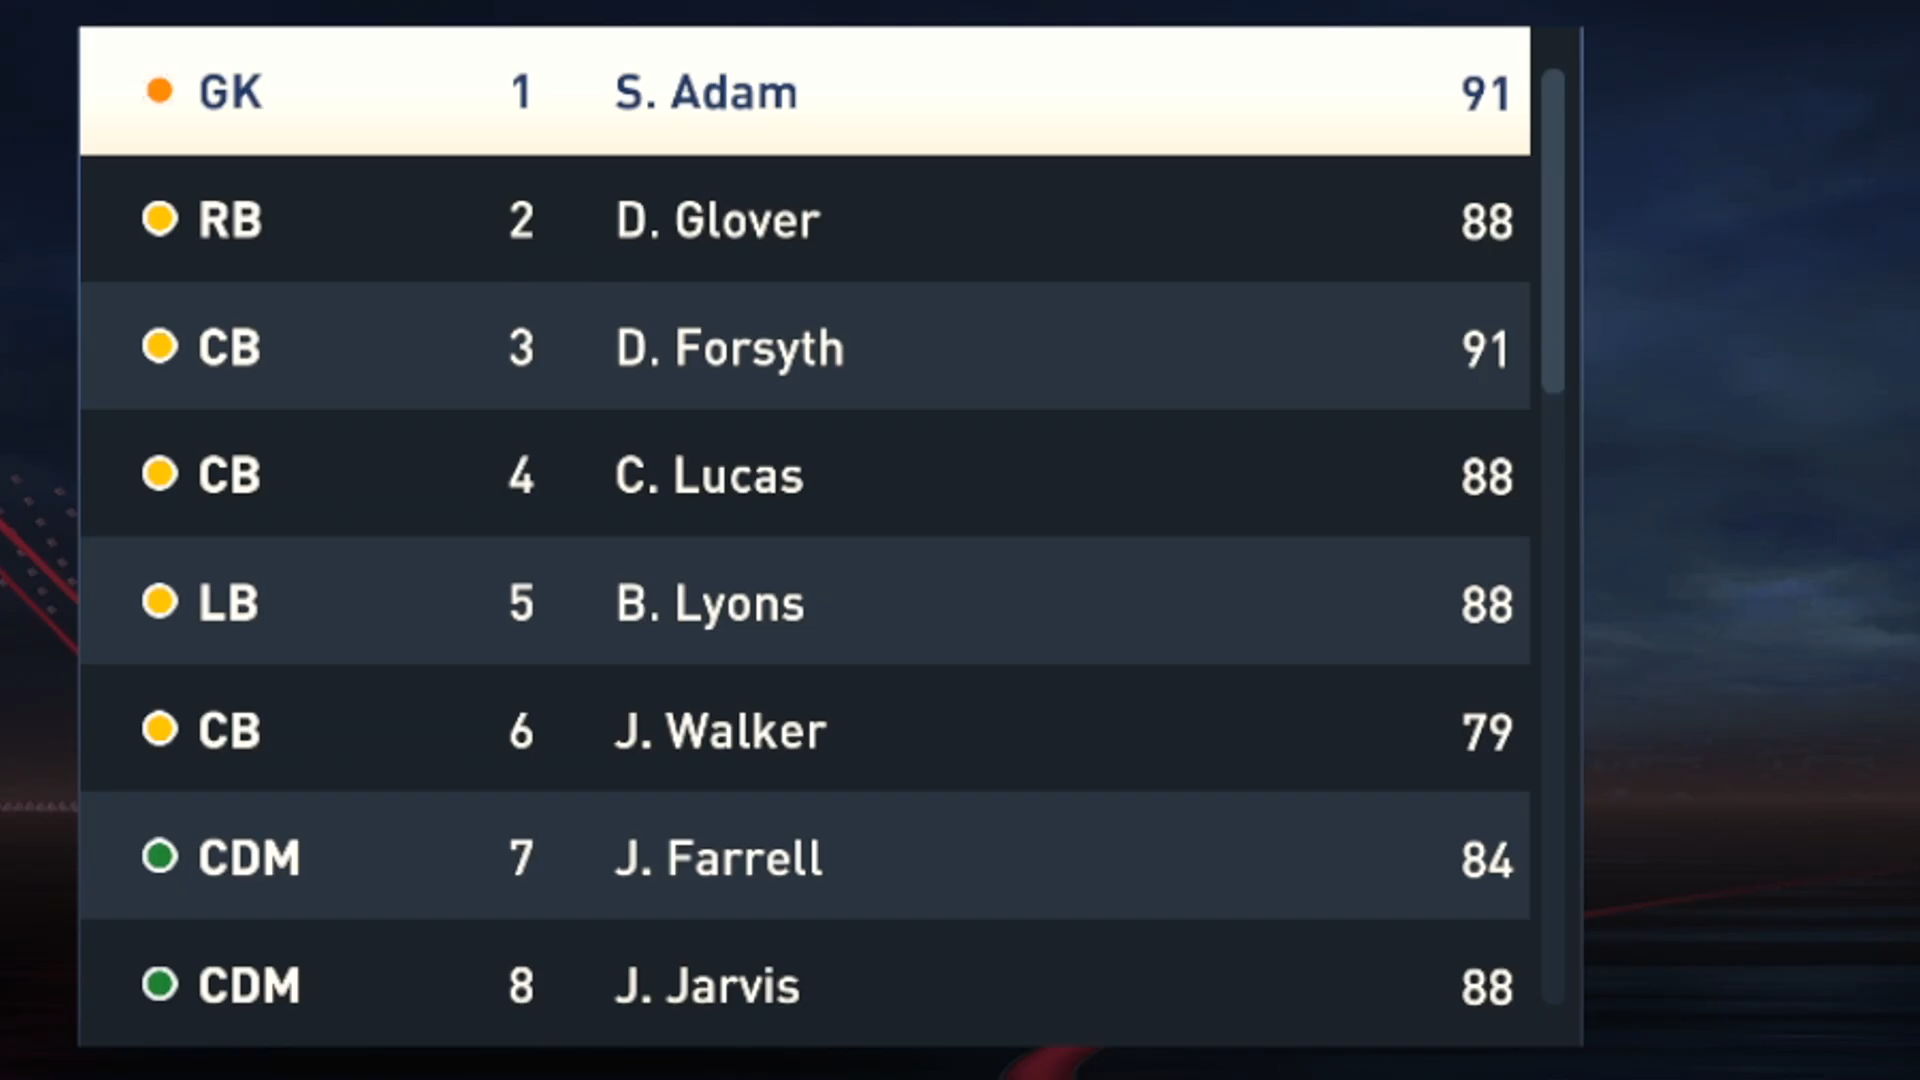 GK 1 S. Adam 91
RB 2 D. Glover 88
CB 3 D. Forsyth 91
CB 4 C. Lucas 88
LB 5 B. Lyons 88
CB 6 J. Walker 79
CDM 7 J. Farrell 84
CDM 8 J. Jarvis 88